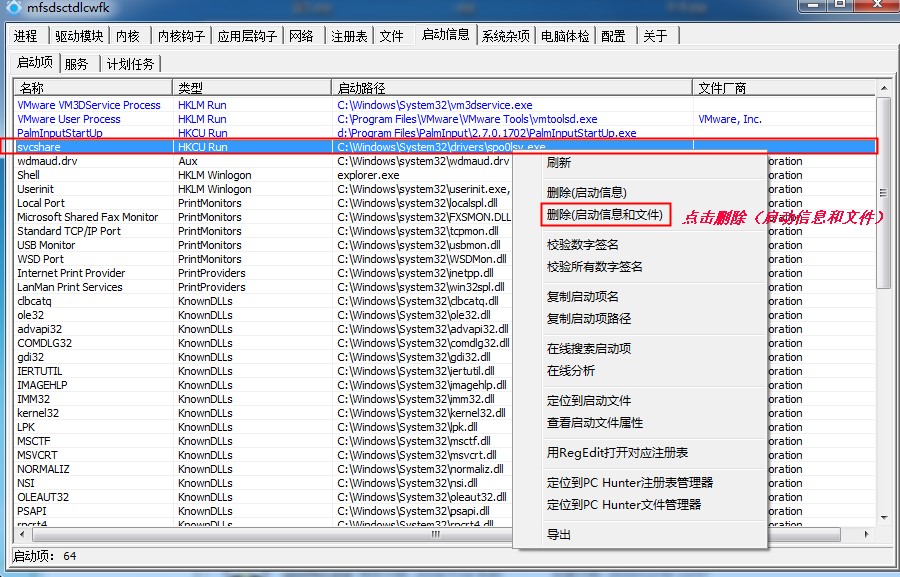 mfsdsctdlcwfk
进程 驱动模块 内核 内核钩子 应用层钩子 网络 注册表 文件 启动信息 系统杂项 电脑体检 配置 关于
启动项 服务 计划任务
名称 类型 启动路径 文件厂商
VMware VM3DService Process HKLM Run C:\Windows\System32\vm3dservice.exe
VMware User Process HKLM Run C:\Program Files\VMware\VMware Tools\vmtoolsd.exe VMware, Inc.
PalmInputStartUp HKCU Run d:\Program Files\PalmInput\2.7.0.1702\PalmInputStartUp.exe
svcshare HKCU Run C:\Windows\System32\drivers\spo0lsv.exe
wdmaud.drv Aux C:\Windows\system32\wdmaud.drv oration
Shell HKLM Winlogon explorer.exe oration
Userinit HKLM Winlogon C:\Windows\system32\userinit.exe, oration
Local Port PrintMonitors C:\Windows\system32\localspl.dll oration
Microsoft Shared Fax Monitor PrintMonitors C:\Windows\system32\FXSMON.DLL oration
Standard TCP/IP Port PrintMonitors C:\Windows\system32\tcpmon.dll oration
USB Monitor PrintMonitors C:\Windows\system32\usbmon.dll oration
WSD Port PrintMonitors C:\Windows\system32\WSDMon.dll oration
Internet Print Provider PrintProviders C:\Windows\system32\inetpp.dll oration
LanMan Print Services PrintProviders C:\Windows\system32\win32spl.dll oration
clbcatq KnownDLLs C:\Windows\system32\clbcatq.dll oration
ole32 KnownDLLs C:\Windows\system32\ole32.dll oration
advapi32 KnownDLLs C:\Windows\system32\advapi32.dll oration
COMDLG32 KnownDLLs C:\Windows\system32\comdlg32.dll oration
gdi32 KnownDLLs C:\Windows\system32\gdi32.dll oration
IERTUTIL KnownDLLs C:\Windows\system32\iertutil.dll oration
IMAGEHLP KnownDLLs C:\Windows\system32\imagehlp.dll oration
IMM32 KnownDLLs C:\Windows\system32\imm32.dll oration
kernel32 KnownDLLs C:\Windows\system32\kernel32.dll oration
LPK KnownDLLs C:\Windows\system32\lpk.dll oration
MSCTF KnownDLLs C:\Windows\system32\msctf.dll oration
MSVCRT KnownDLLs C:\Windows\system32\msvcrt.dll oration
NORMALIZ KnownDLLs C:\Windows\system32\normaliz.dll oration
NSI KnownDLLs C:\Windows\system32\nsi.dll oration
OLEAUT32 KnownDLLs C:\Windows\system32\oleaut32.dll oration
PSAPI KnownDLLs C:\Windows\system32\psapi.dll oration
rpcrt4 KnownDLLs C:\Windows\system32\rpcrt4.dll oration
刷新
删除(启动信息)
删除(启动信息和文件)
点击删除（启动信息和文件）
校验数字签名
校验所有数字签名
复制启动项名
复制启动项路径
在线搜索启动项
在线分析
定位到启动文件
查看启动文件属性
用RegEdit打开对应注册表
定位到PC Hunter注册表管理器
定位到PC Hunter文件管理器
导出
启动项： 64